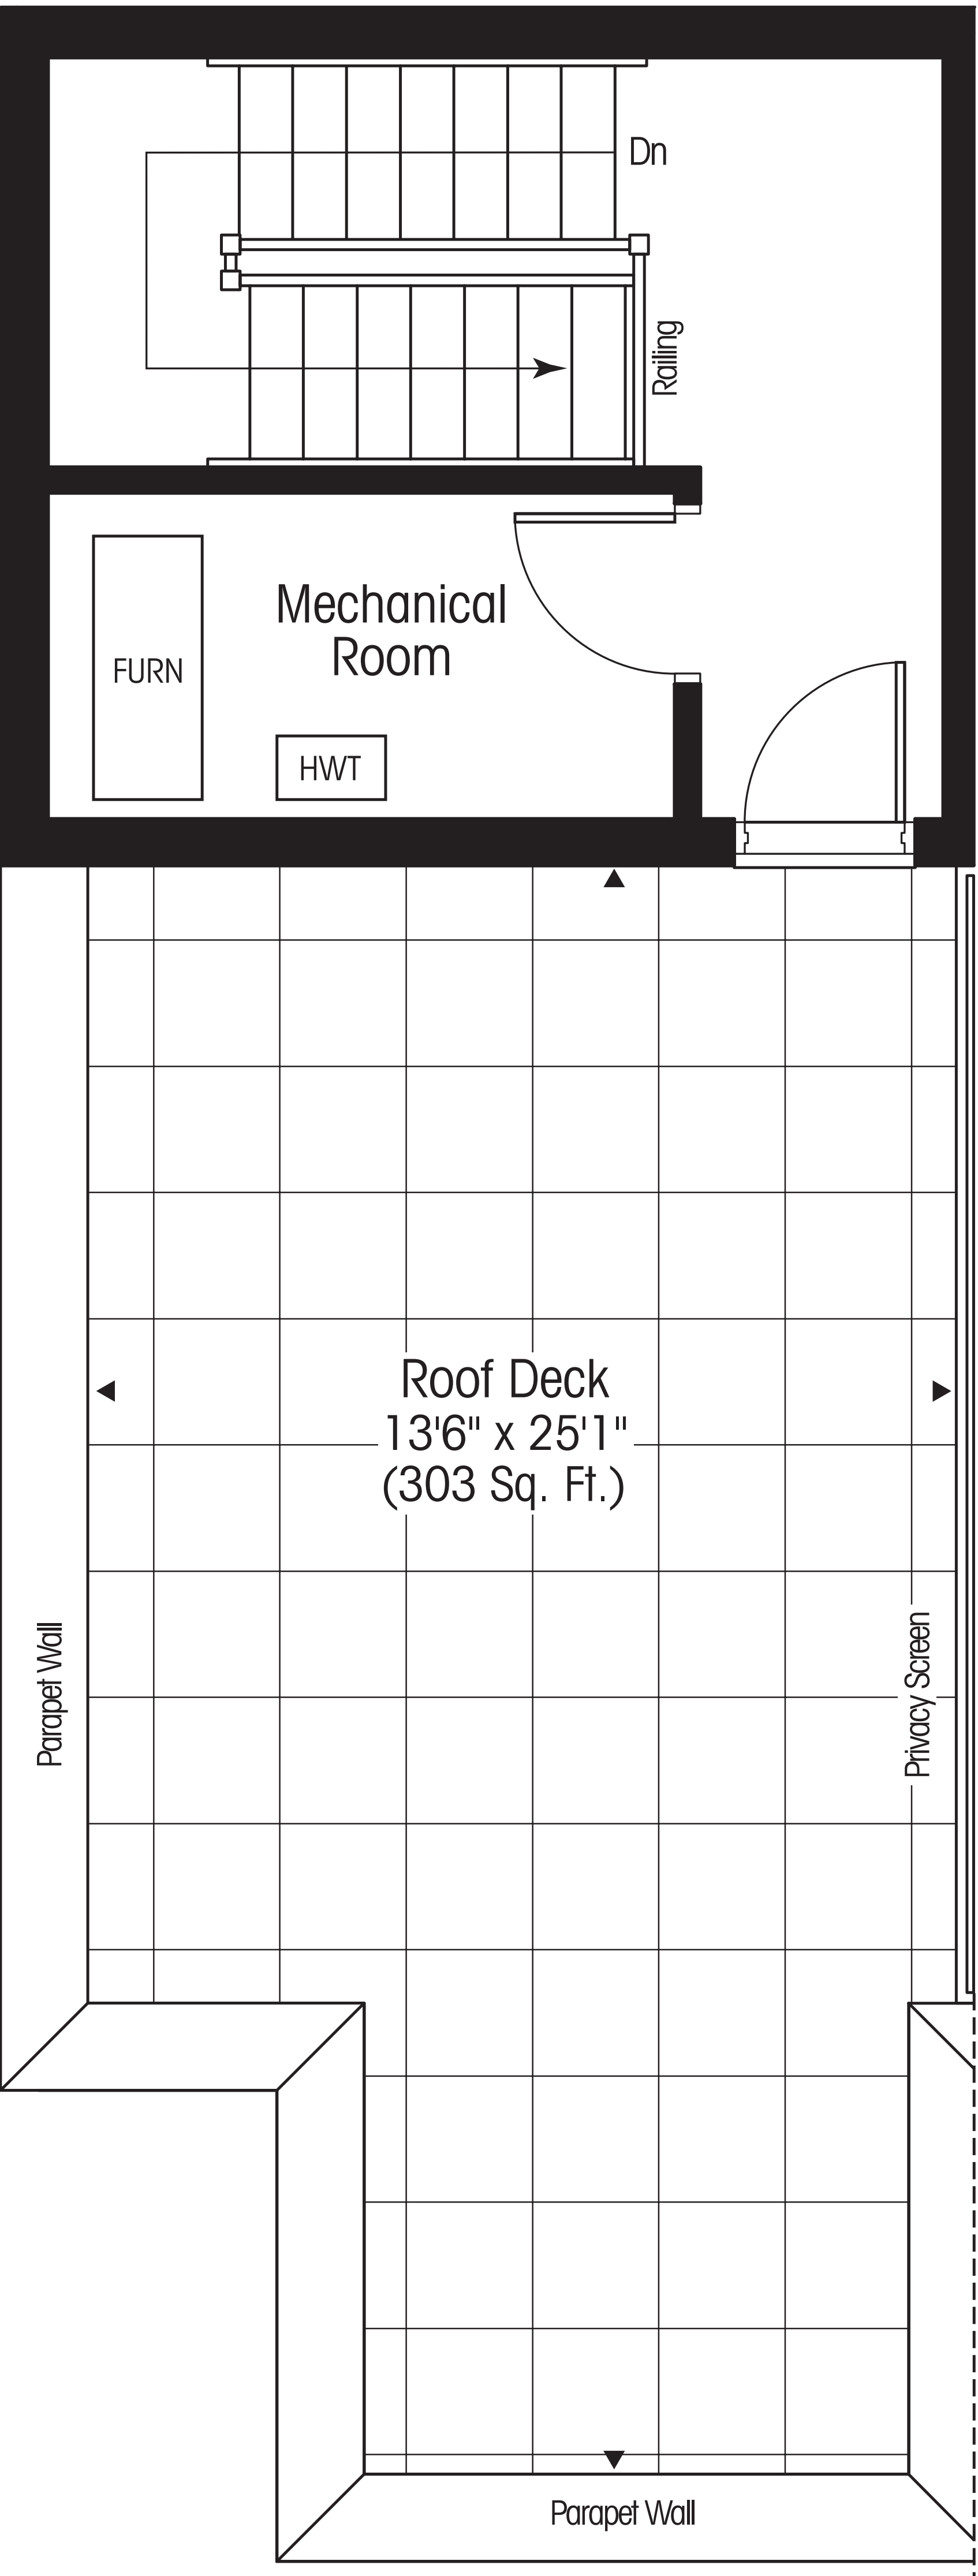 Dn
Railing
Mechanical
Room
FURN
HWT
Roof Deck
13'6" x 25'1"
(303 Sq. Ft.)
Parapet Wall
Privacy Screen
Parapet Wall